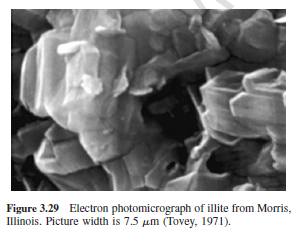 Figure 3.29 Electron photomicrograph of illite from Morris,
Illinois. Picture width is 7.5 μm (Tovey, 1971).